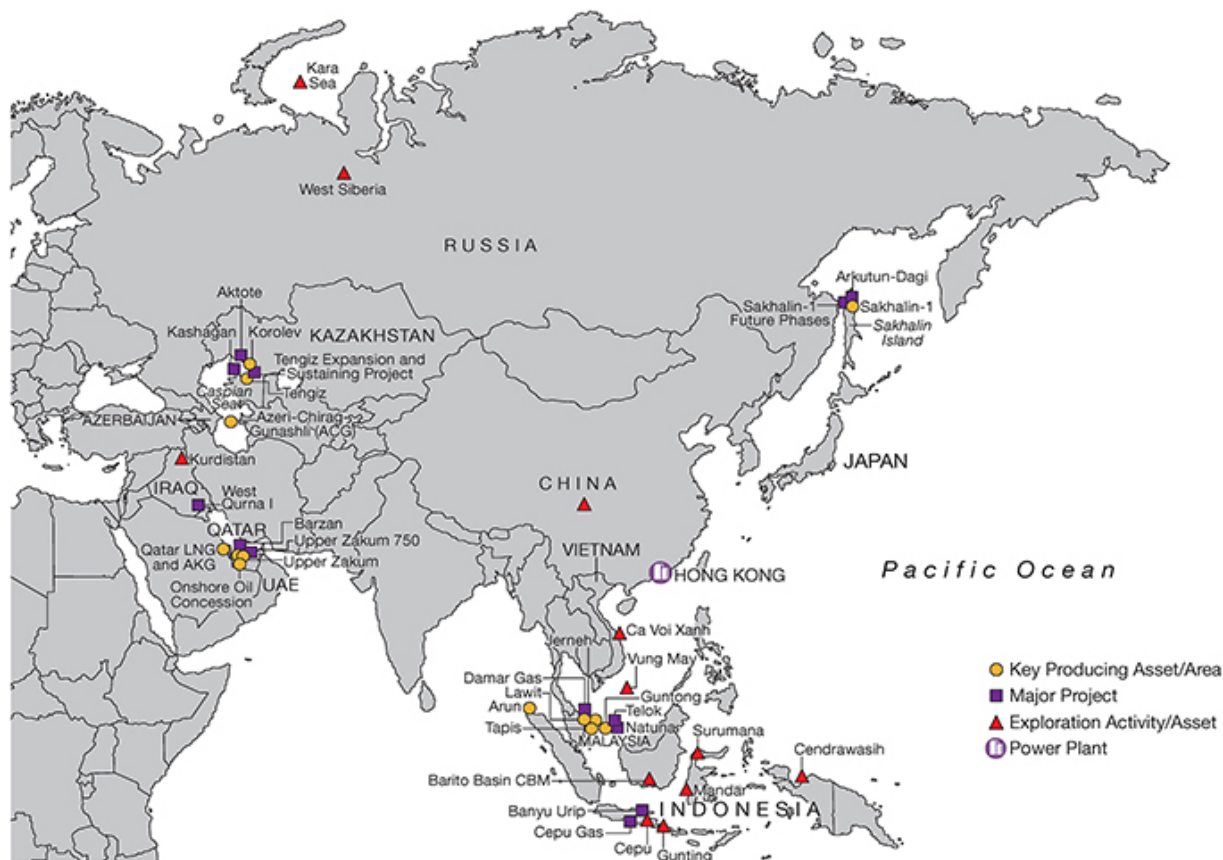 Kara
Sea
West Siberia
RUSSIA
Arkutun-Dagi
Aktote
Sakhalin-1
Future Phases
Sakhalin-1
Sakhalin
Island
Kashagan
Korolev
KAZAKHSTAN
Tengiz Expansion and
Sustaining Project
Caspian
Sea
Tengiz
AZERBAIJAN
Azeri-Chirag-
Gunashli (ACG)
Kurdistan
JAPAN
IRAQ
West
Qurna I
CHINA
QATAR
Barzan
Upper Zakum 750
Qatar LNG
and AKG
Upper Zakum
Onshore Oil
Concession
UAE
VIETNAM
HONG KONG
Pacific Ocean
Ca Voi Xanh
Jerneh
Vung May
Damar Gas
Lawit
Guntong
Arun
Telok
Tapis
Natuna
MALAYSIA
Surumana
Cendrawasih
Barito Basin CBM
Mandar
Banyu Urip
INDONESIA
Cepu Gas
Cepu
Gunting
Key Producing Asset/Area
Major Project
Exploration Activity/Asset
Power Plant